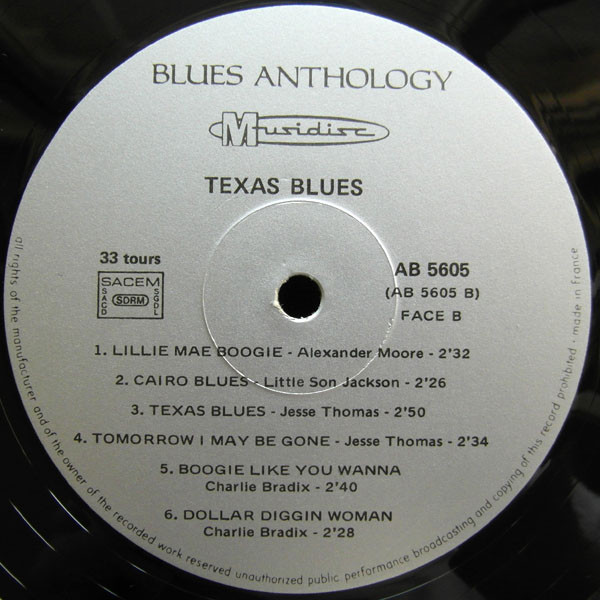 BLUES ANTHOLOGY
Musidisc
TEXAS BLUES
33 tours
SACEM
SACD
SDRM
SGDL
AB 5605
(AB 5605 B)
FACE B
1. LILLIE MAE BOOGIE - Alexander Moore - 2'32
2. CAIRO BLUES - Little Son Jackson - 2'26
3. TEXAS BLUES - Jesse Thomas - 2'50
4. TOMORROW I MAY BE GONE - Jesse Thomas - 2'34
5. BOOGIE LIKE YOU WANNA
Charlie Bradix - 2'40
6. DOLLAR DIGGIN WOMAN
Charlie Bradix - 2'28
all rights of the manufacturer and of the owner of the recorded work reserved unauthorized public performance broadcasting and copying of this record prohibited - made in France